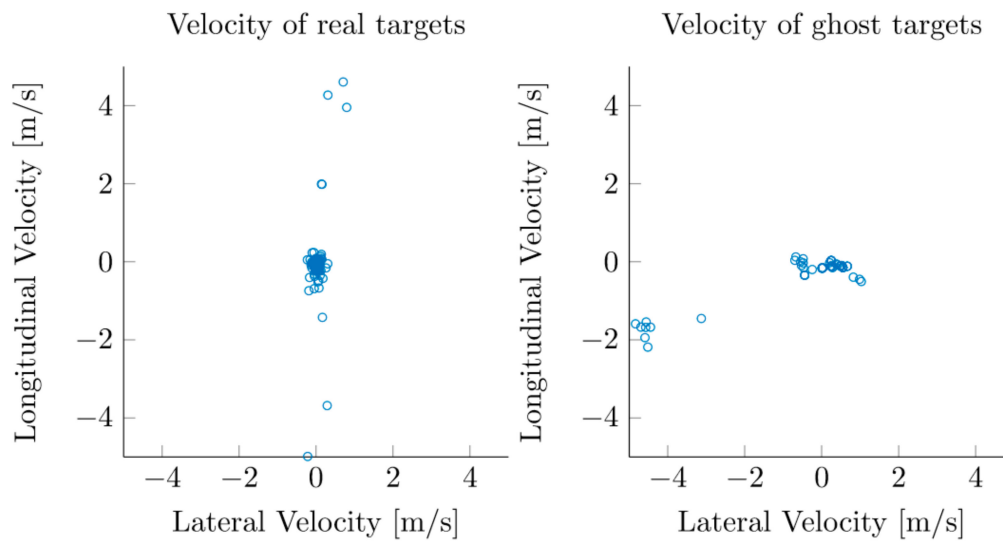 Velocity of real targets
Longitudinal Velocity [m/s]
4
2
0
−2
−4
−4 −2 0 2 4
Lateral Velocity [m/s]
Velocity of ghost targets
Longitudinal Velocity [m/s]
4
2
0
−2
−4
−4 −2 0 2 4
Lateral Velocity [m/s]